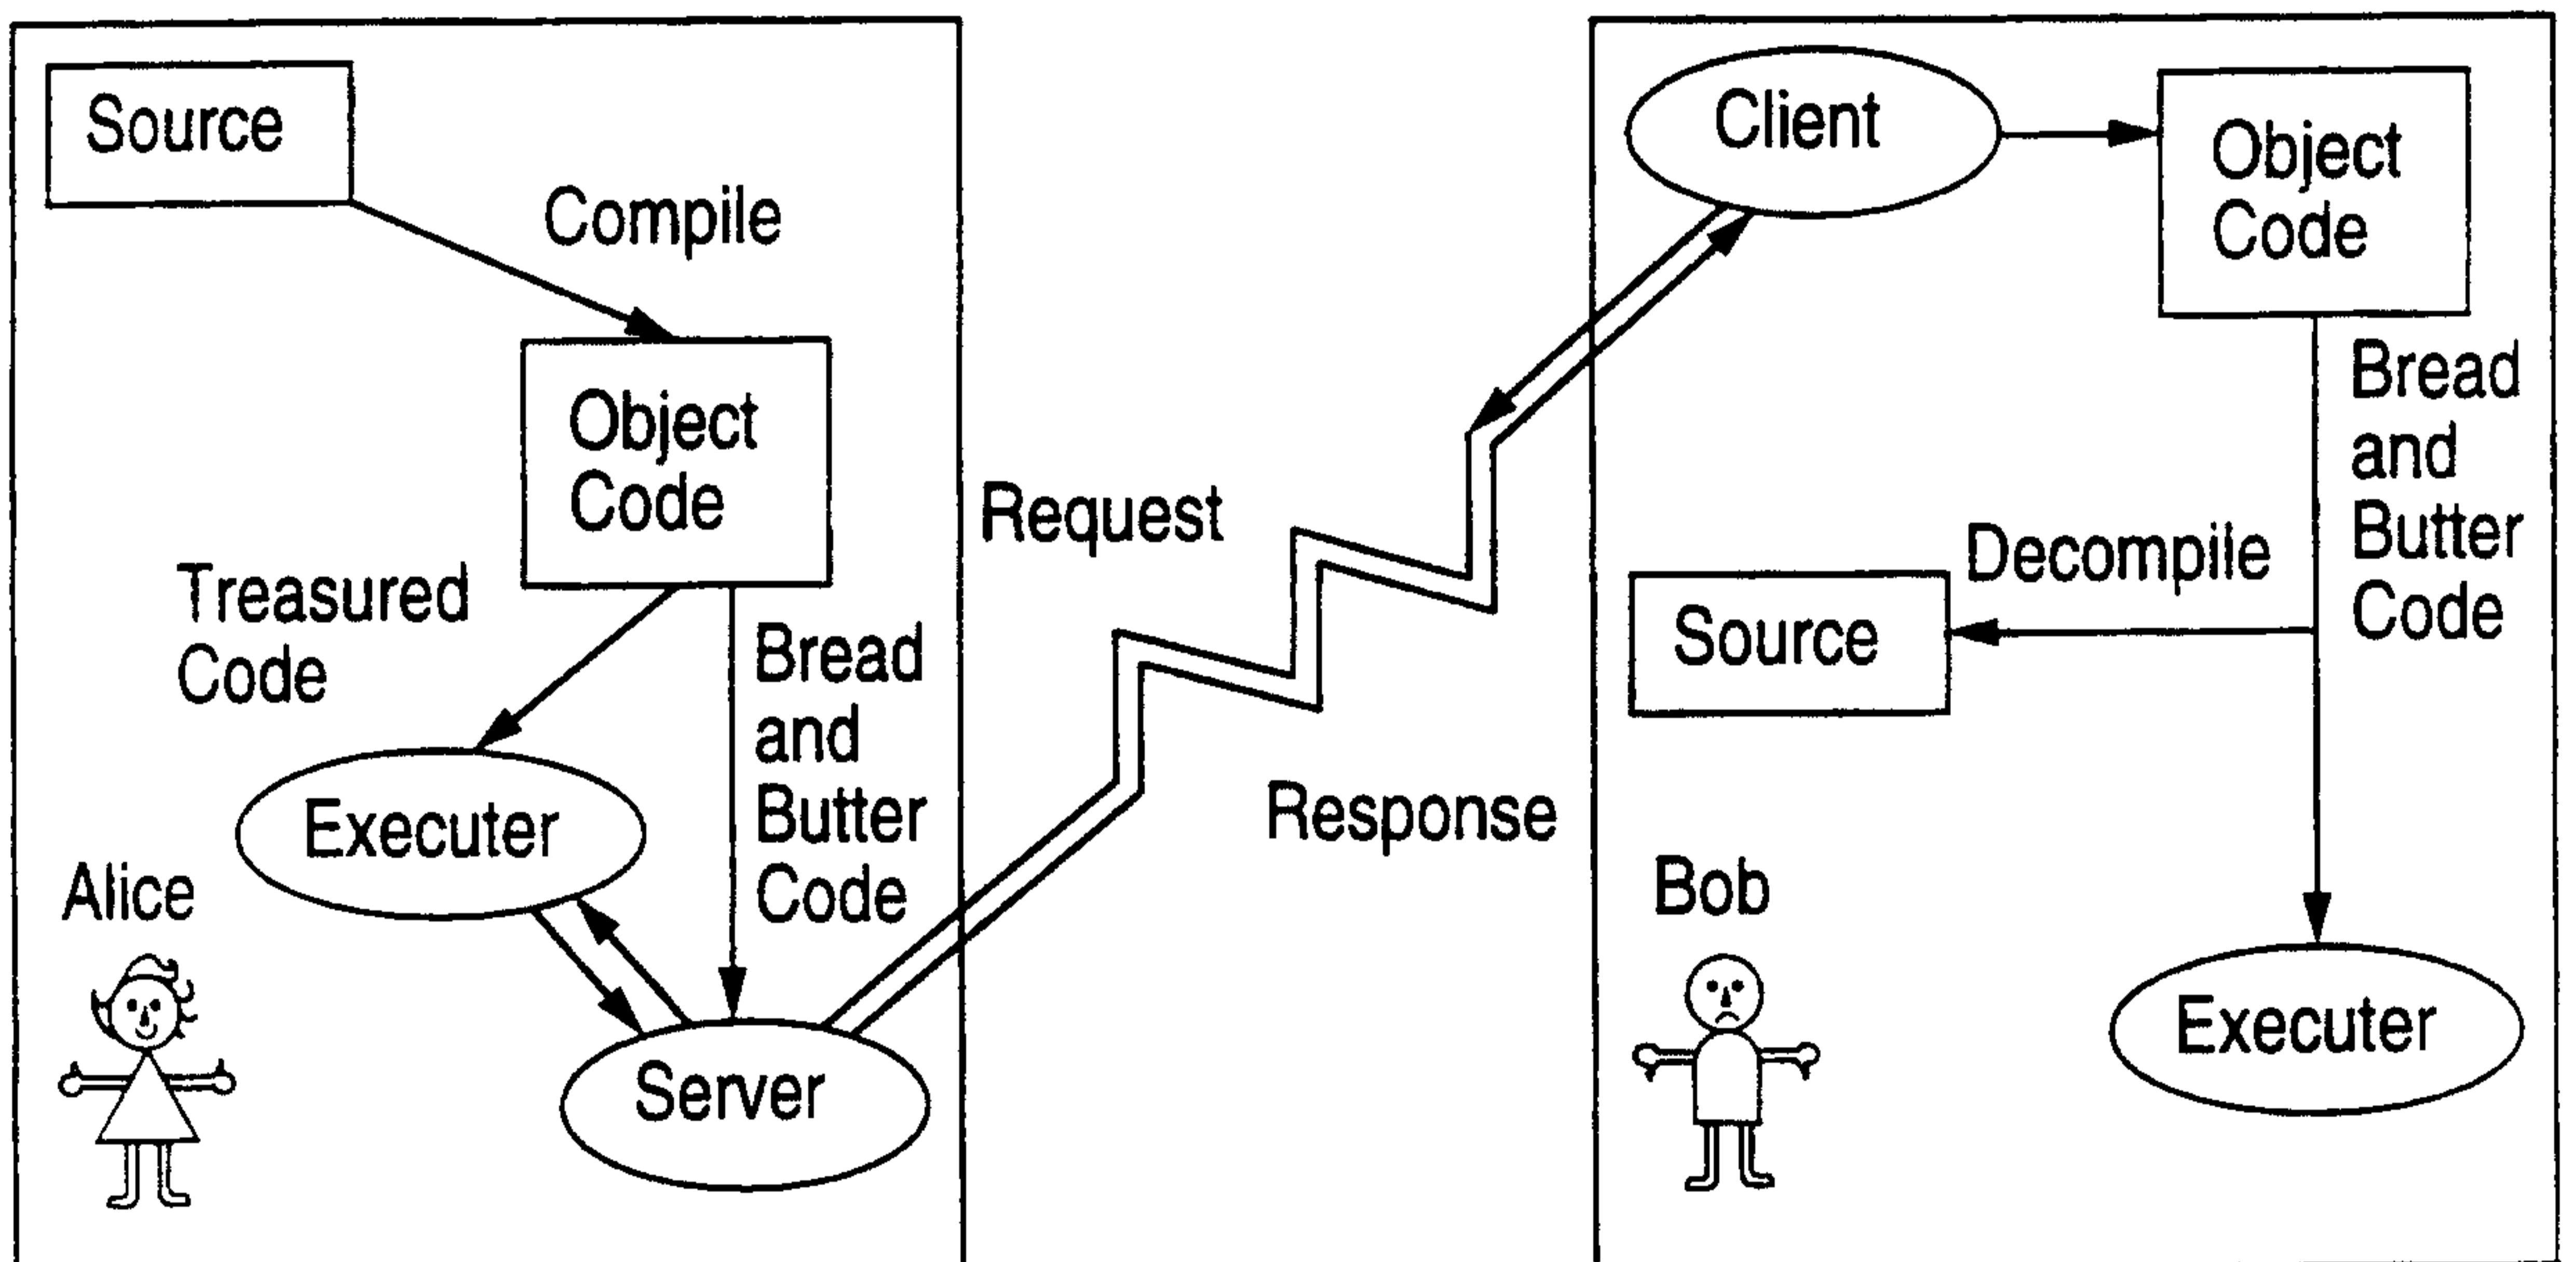 Source
Compile
Object
Code
Treasured
Code
Bread
and
Butter
Code
Executer
Alice
Server
Request
Response
Client
Object
Code
Bread
and
Butter
Code
Decompile
Source
Bob
Executer